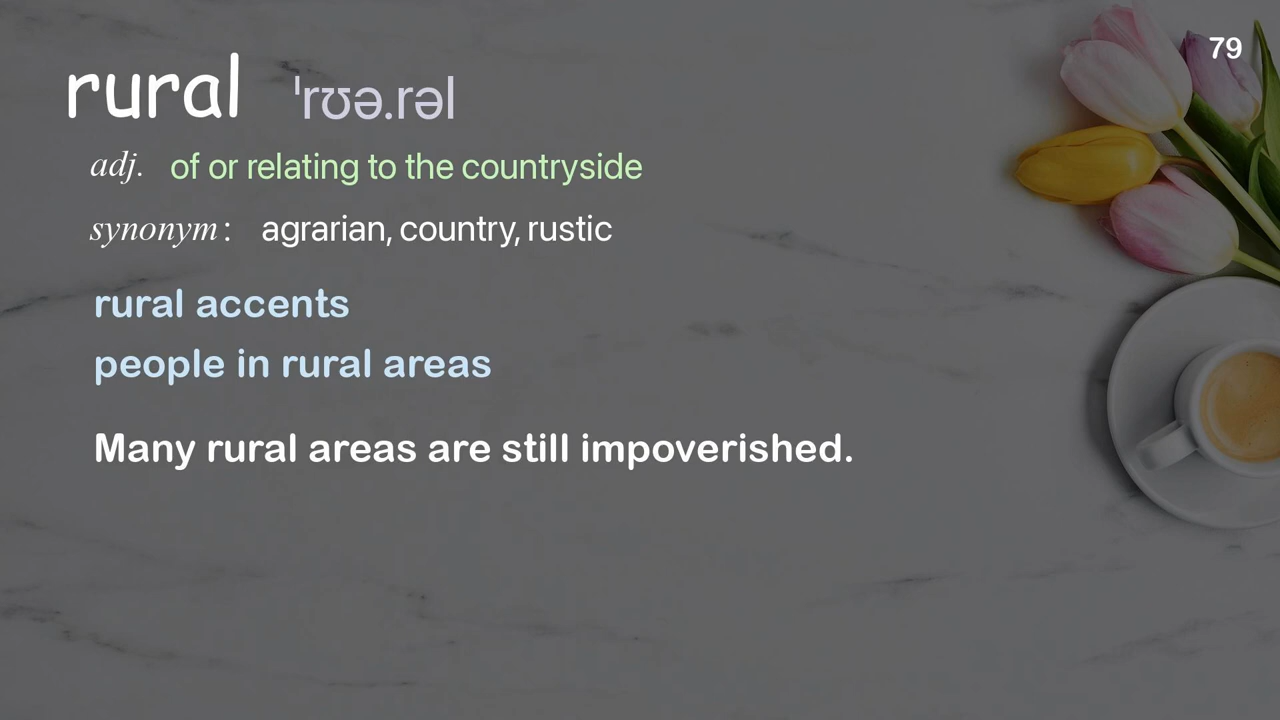 79
rural ˈrʊə.rəl
adj. of or relating to the countryside
synonym : agrarian, country, rustic
rural accents
people in rural areas
Many rural areas are still impoverished.